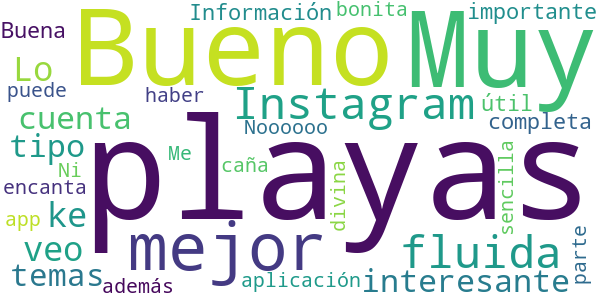 Información
bonita
importante
Buena
Bueno
Muy
Lo
puede
haber
Instagram
útil
cuenta
Noooooo
completa
tipo
playas
Me
caña
Ni
encanta
divina
sencilla
app
ke
mejor
fluida
parte
veo
temas
además
aplicación
interesante